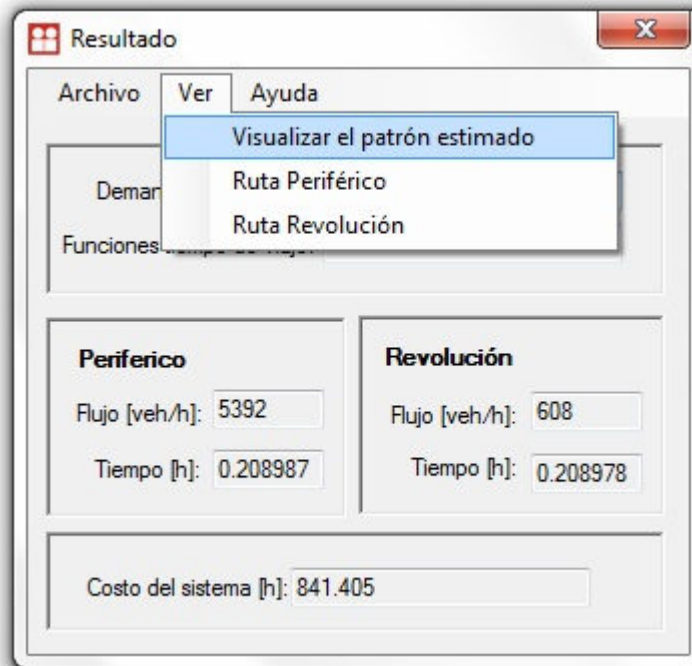 Resultado
Archivo Ver Ayuda
Visualizar el patrón estimado
Ruta Periférico
Ruta Revolución
Funciones
Periferico
Flujo [veh/h]: 5392
Tiempo [h]: 0.208987
Revolución
Flujo [veh/h]: 608
Tiempo [h]: 0.208978
Costo del sistema [h]: 841.405